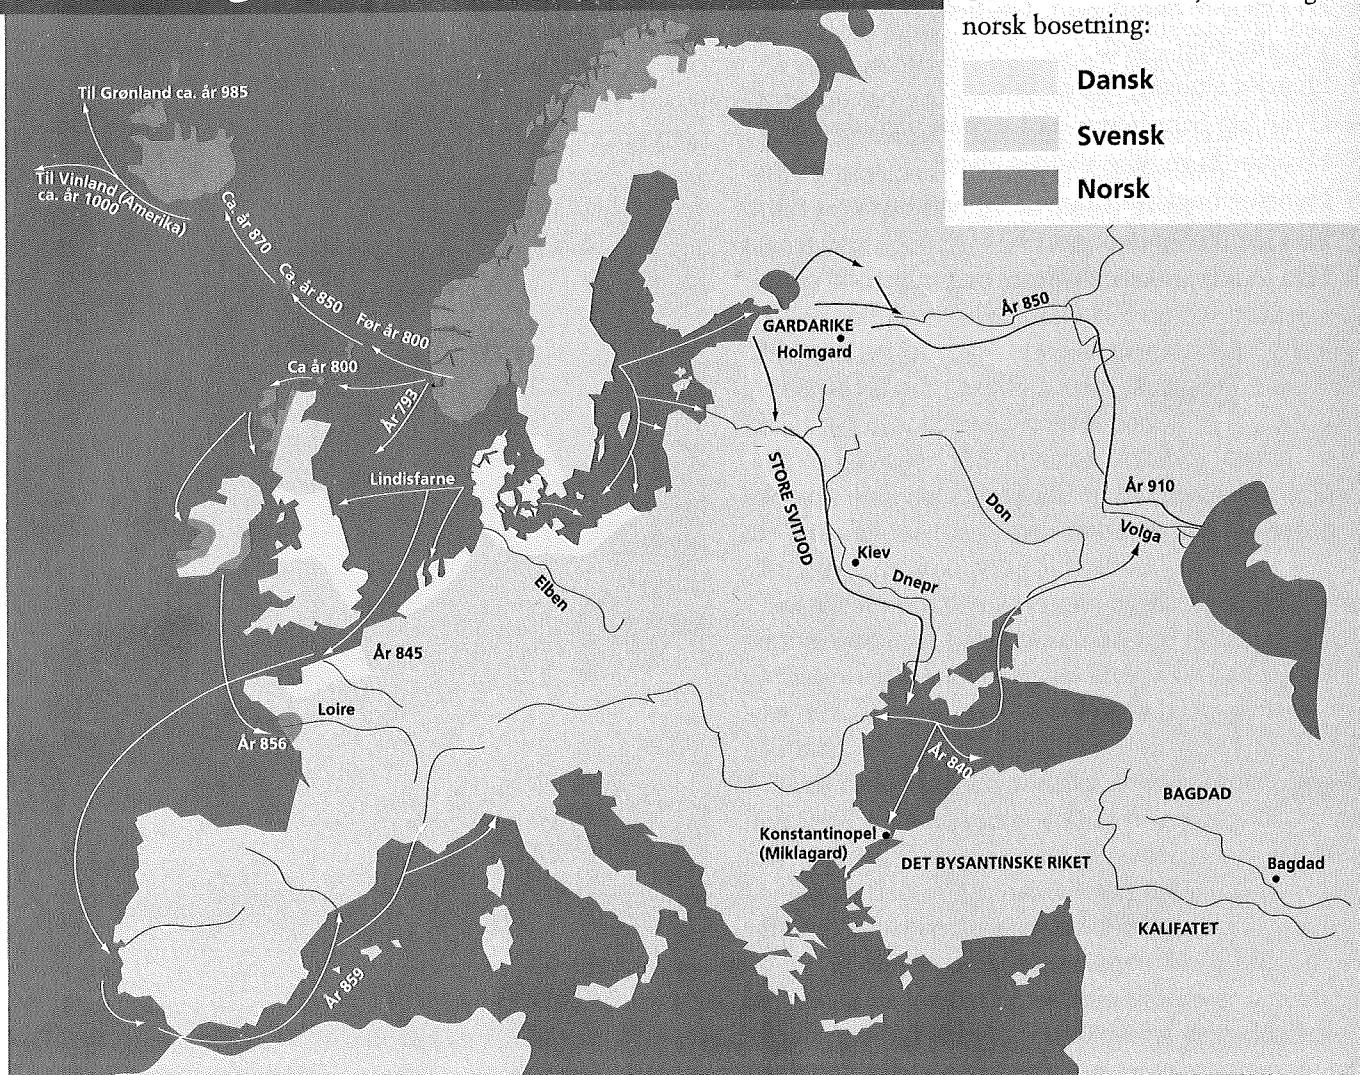 norsk bosetning:
Dansk
Svensk
Norsk
Til Grønland ca. år 985
Til Vinland (Amerika)
ca. år 1000
Ca. år 870
Ca. år 850
Før år 800
Ca år 800
År 793
Lindisfarne
GARDARIKE
Holmgard
År 850
STORE SVITJOD
Don
År 910
Volga
Kiev
Dnepr
Elben
År 845
Loire
År 856
År 840
Konstantinopel
(Miklagard)
DET BYSANTINSKE RIKET
BAGDAD
Bagdad
KALIFATET
År 859